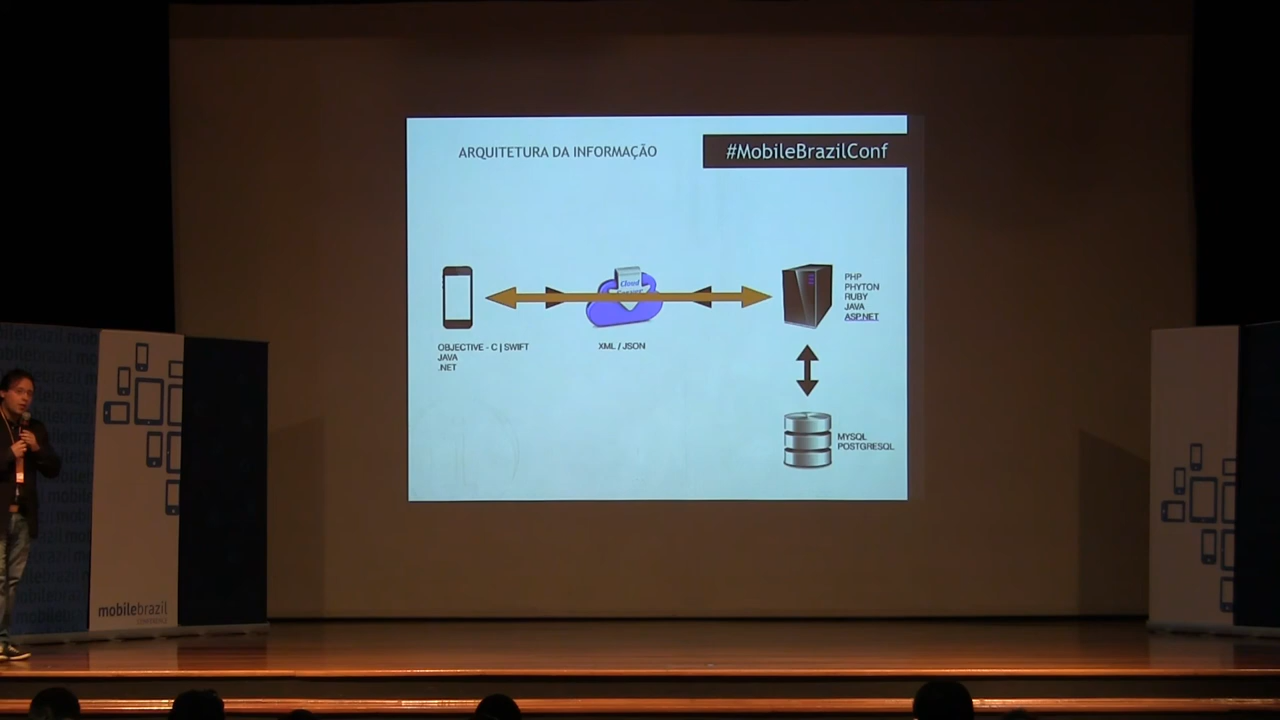 ARQUITETURA DA INFORMAÇÃO
#MobileBrazilConf
OBJECTIVE - C | SWIFT
JAVA
.NET
Cloud
XML / JSON
PHP
PHYTON
RUBY
JAVA
ASP.NET
MYSQL
POSTGRESQL
mobilebrazil